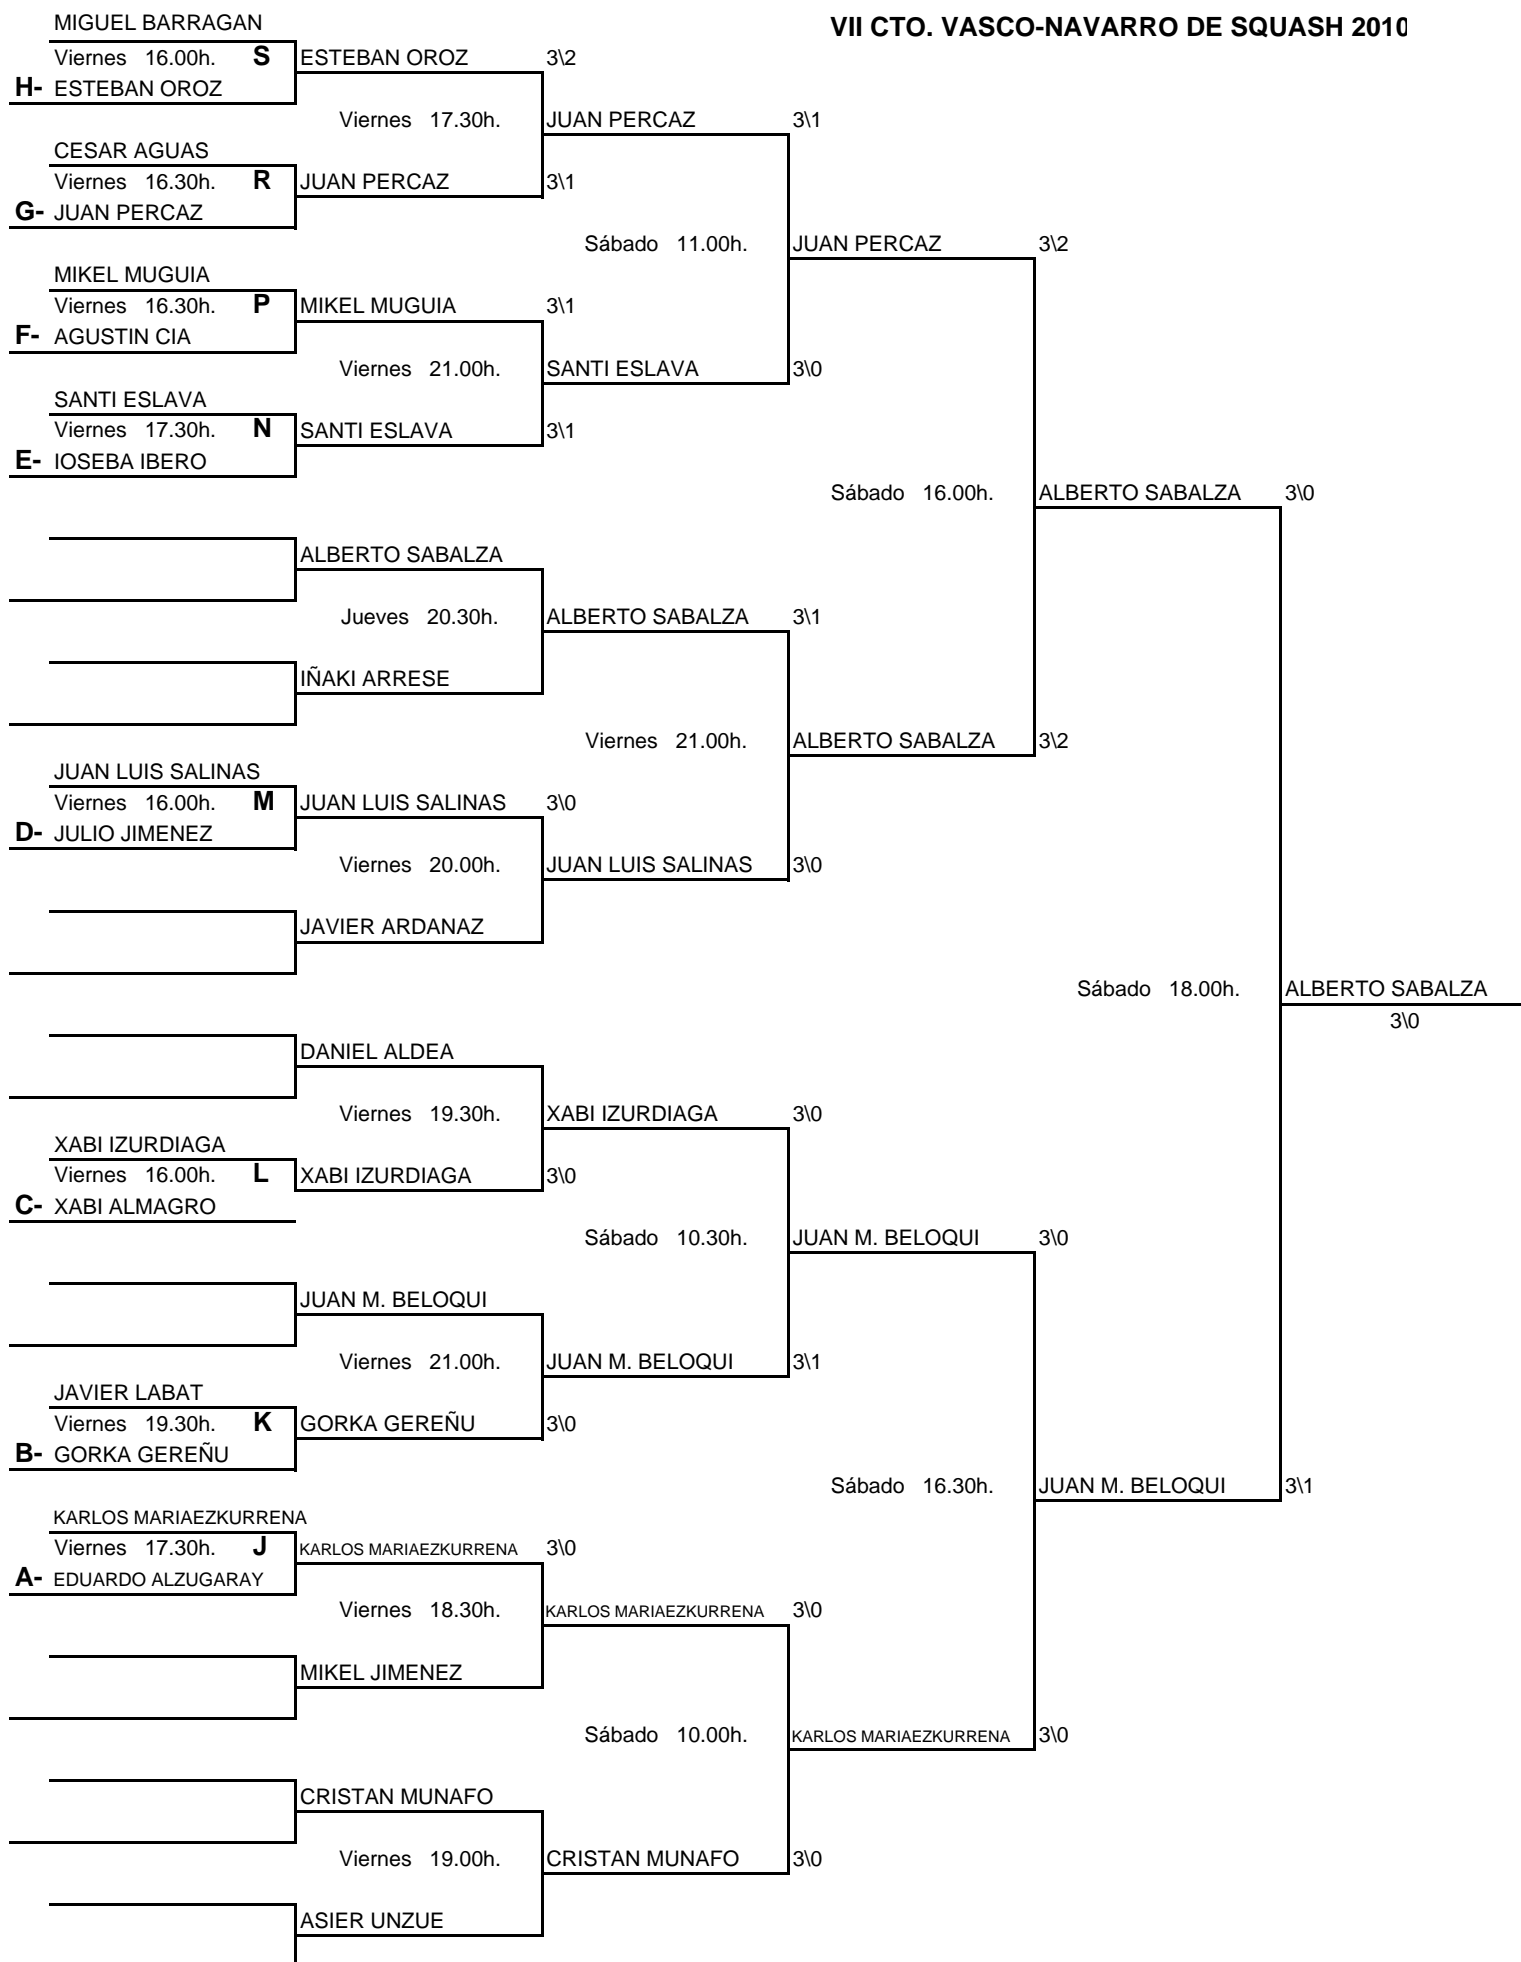 MIGUEL BARRAGAN
VII CTO. VASCO-NAVARRO DE SQUASH 2010
Viernes 16.00h. S ESTEBAN OROZ 3\2
H- ESTEBAN OROZ
Viernes 17.30h. JUAN PERCAZ 3\1
CESAR AGUAS
Viernes 16.30h. R JUAN PERCAZ 3\1
G- JUAN PERCAZ
Sábado 11.00h. JUAN PERCAZ 3\2
MIKEL MUGUIA
Viernes 16.30h. P MIKEL MUGUIA 3\1
F- AGUSTIN CIA
Viernes 21.00h. SANTI ESLAVA 3\0
SANTI ESLAVA
Viernes 17.30h. N SANTI ESLAVA 3\1
E- IOSEBA IBERO
Sábado 16.00h. ALBERTO SABALZA 3\0
ALBERTO SABALZA
Jueves 20.30h. ALBERTO SABALZA 3\1
IÑAKI ARRESE
Viernes 21.00h. ALBERTO SABALZA 3\2
JUAN LUIS SALINAS
Viernes 16.00h. M JUAN LUIS SALINAS 3\0
D- JULIO JIMENEZ
Viernes 20.00h. JUAN LUIS SALINAS 3\0
JAVIER ARDANAZ
Sábado 18.00h. ALBERTO SABALZA
3\0
DANIEL ALDEA
Viernes 19.30h. XABI IZURDIAGA 3\0
XABI IZURDIAGA
Viernes 16.00h. L XABI IZURDIAGA 3\0
C- XABI ALMAGRO
Sábado 10.30h. JUAN M. BELOQUI 3\0
JUAN M. BELOQUI
Viernes 21.00h. JUAN M. BELOQUI 3\1
JAVIER LABAT
Viernes 19.30h. K GORKA GEREÑU 3\0
B- GORKA GEREÑU
Sábado 16.30h. JUAN M. BELOQUI 3\1
KARLOS MARIAEZKURRENA
Viernes 17.30h. J KARLOS MARIAEZKURRENA 3\0
A- EDUARDO ALZUGARAY
Viernes 18.30h. KARLOS MARIAEZKURRENA 3\0
MIKEL JIMENEZ
Sábado 10.00h. KARLOS MARIAEZKURRENA 3\0
CRISTAN MUNAFO
Viernes 19.00h. CRISTAN MUNAFO 3\0
ASIER UNZUE